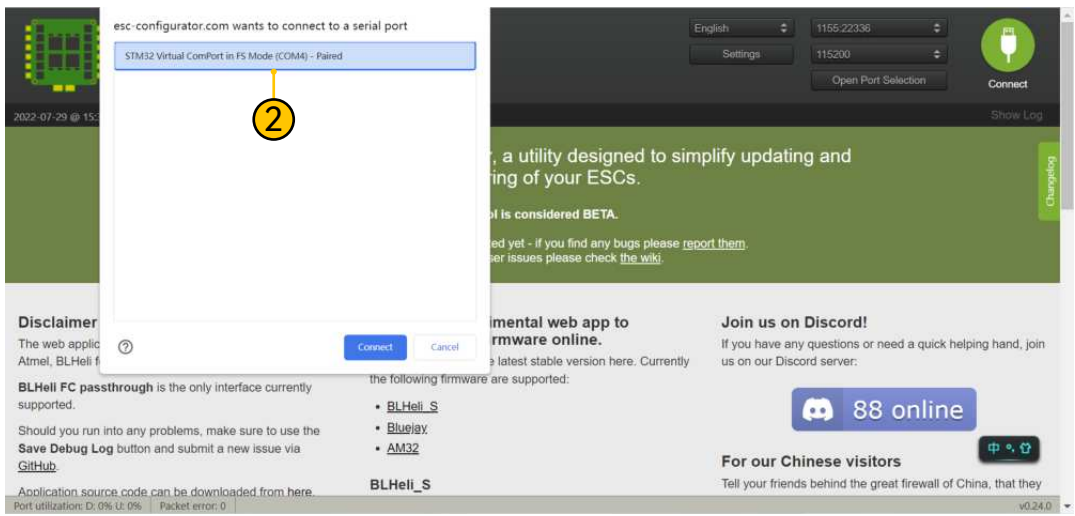 esc-configurator.com wants to connect to a serial port
STM32 Virtual ComPort in FS Mode (COM4) - Paired
2
Connect
Cancel
English
1155:22336
Settings
115200
Open Port Selection
Connect
2022-07-29 @ 15:3
Show Log
Changelog
, a utility designed to simplify updating and
ring of your ESCs.
ol is considered BETA.
ed yet - if you find any bugs please report them.
er issues please check the wiki.
Disclaimer
The web applic
Atmel, BLHeli f
BLHeli FC passthrough is the only interface currently
supported.
Should you run into any problems, make sure to use the
Save Debug Log button and submit a new issue via
GitHub.
Application source code can be downloaded from here.
imental web app to
rmware online.
latest stable version here. Currently
the following firmware are supported:
• BLHeli_S
• Bluejay
• AM32
BLHeli_S
Join us on Discord!
If you have any questions or need a quick helping hand, join
us on our Discord server:
88 online
中
For our Chinese visitors
Tell your friends behind the great firewall of China, that they
Port utilization: D: 0% U: 0%
Packet error: 0
v0.24.0